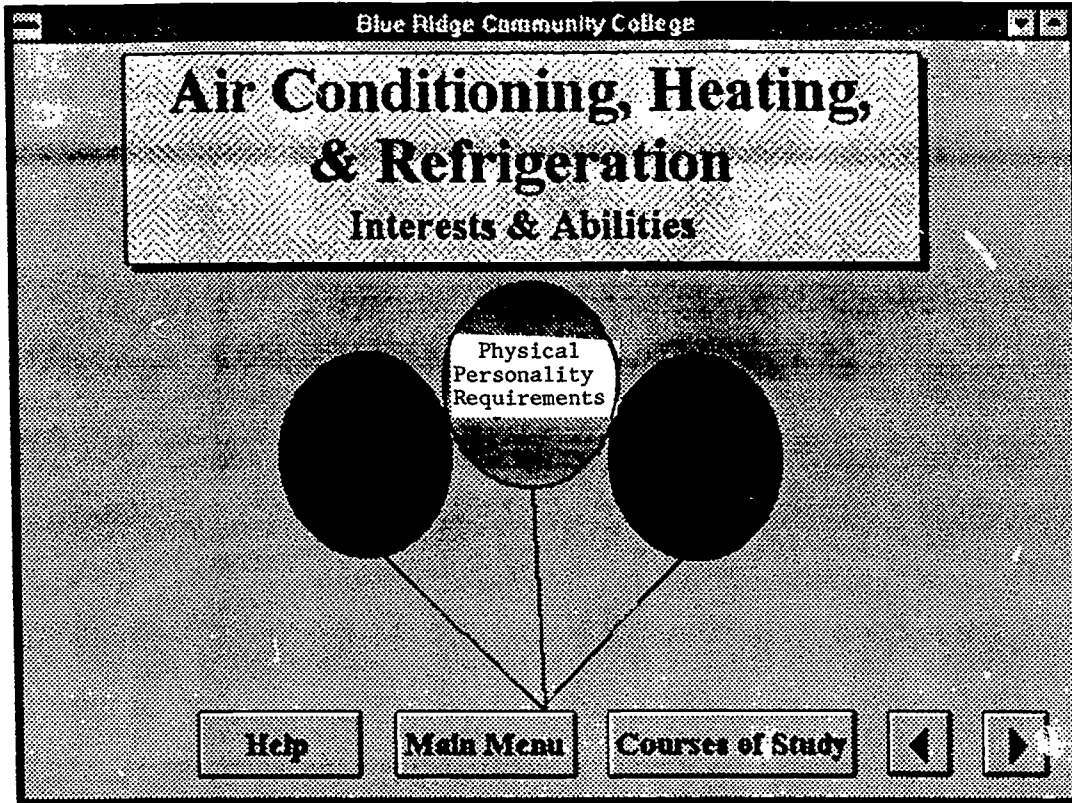 Blue Ridge Community College
Air Conditioning, Heating,
& Refrigeration
Interests & Abilities
Physical
Personality
Requirements
Help
Main Menu
Courses of Study